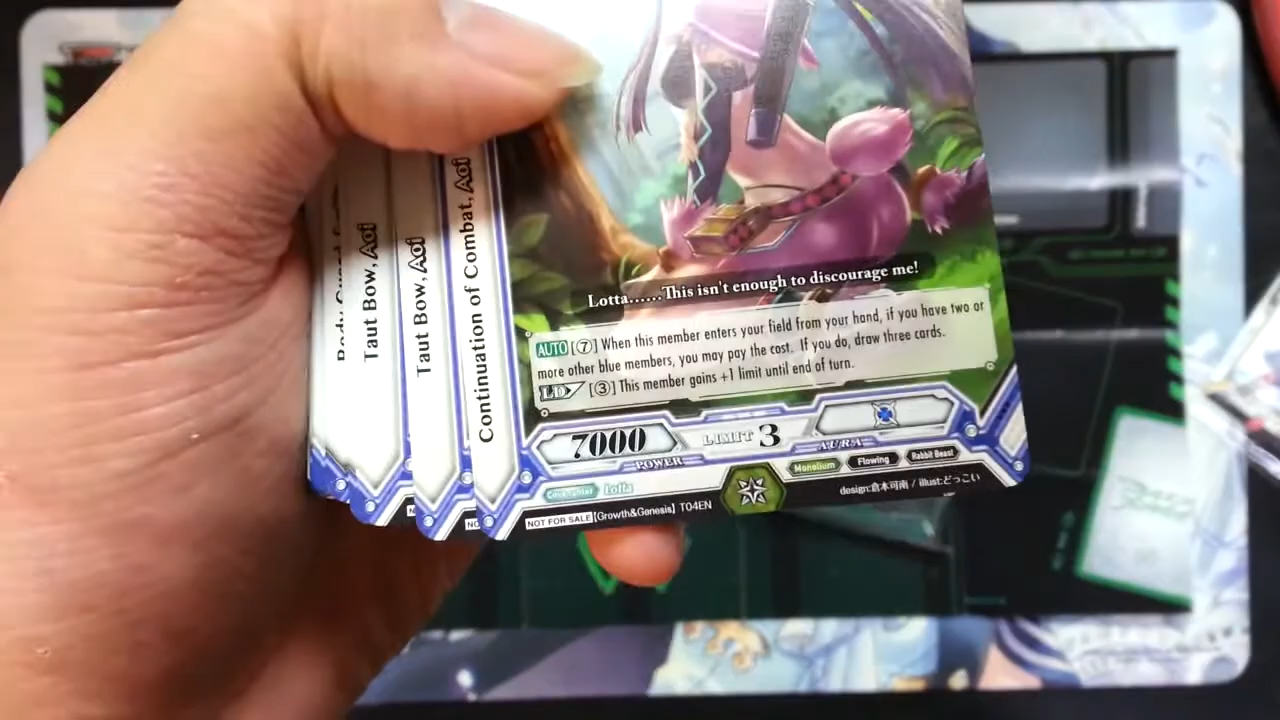 Taut Bow, Aoi
Taut Bow, Aoi
Continuation of Combat, Aoi
Lotta......This isn't enough to discourage me!
AUTO [⑦] When this member enters your field from your hand, if you have two or
more other blue members, you may pay the cost. If you do, draw three cards.
LD [③] This member gains +1 limit until end of turn.
7000 LIMIT 3
POWER AURA
Monolium Flowing Rabbit Beast
Lotta
design:倉本可南 / illust:どっこい
NOT FOR SALE [Growth&Genesis] T04EN